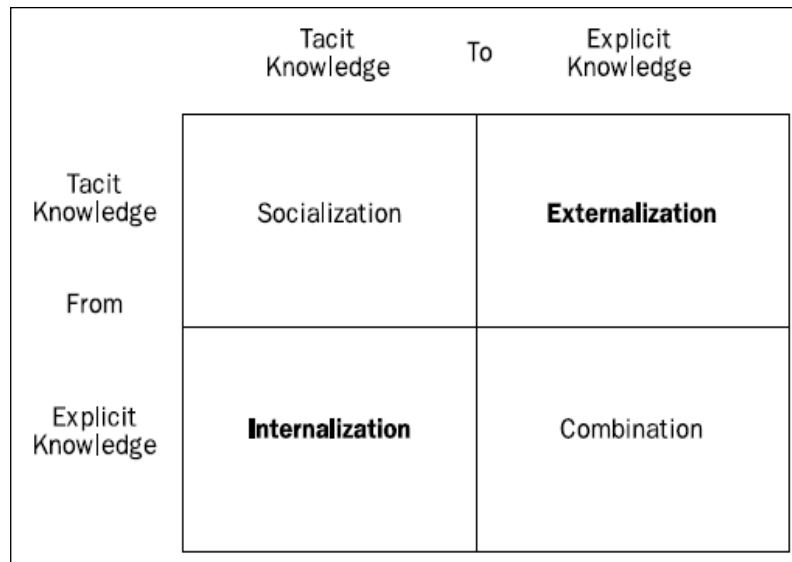 Tacit
Knowledge
To
Explicit
Knowledge
Tacit
Knowledge
Socialization
Externalization
From
Explicit
Knowledge
Internalization
Combination